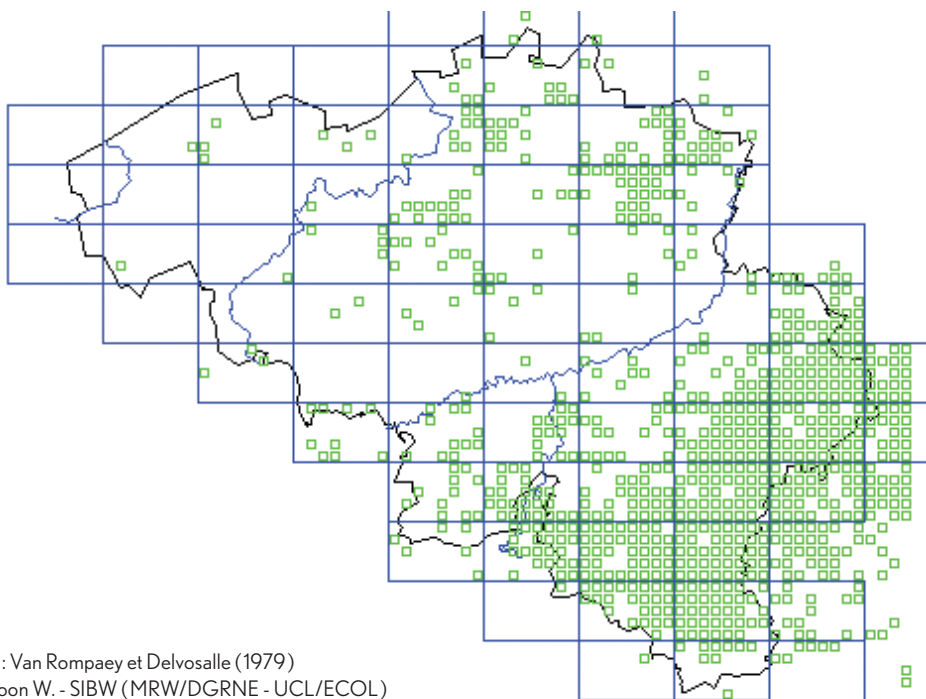 : Van Rompaey et Delvosalle (1979)
oon W. - SIBW (MRW/DGRNE - UCL/ECOL)